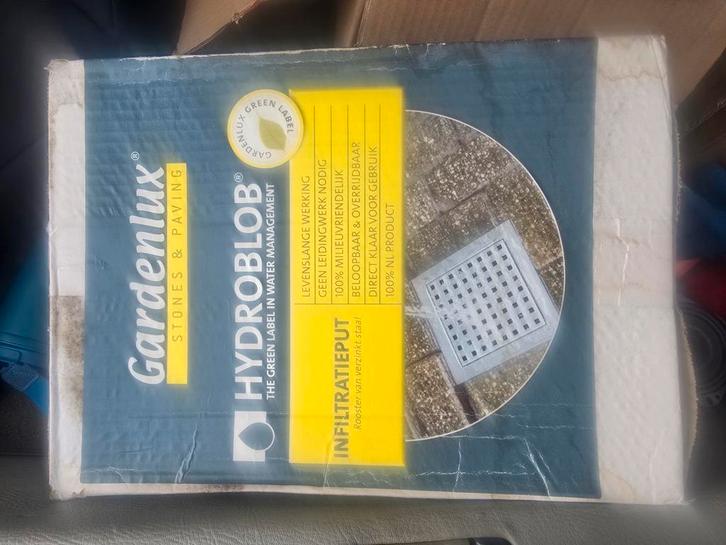 Gardenlux®
STONES & PAVING
GARDENLUX GREEN LABEL
HYDROBLOB®
THE GREEN LABEL IN WATER MANAGEMENT
INFILTRATIEPUT
Rooster van verzinkt staal
LEVENSLANGE WERKING
GEEN LEIDINGWERK NODIG
100% MILIEUVRIENDELIJK
BELOOPBAAR & OVERRIJDBAAR
DIRECT KLAAR VOOR GEBRUIK
100% NL PRODUCT